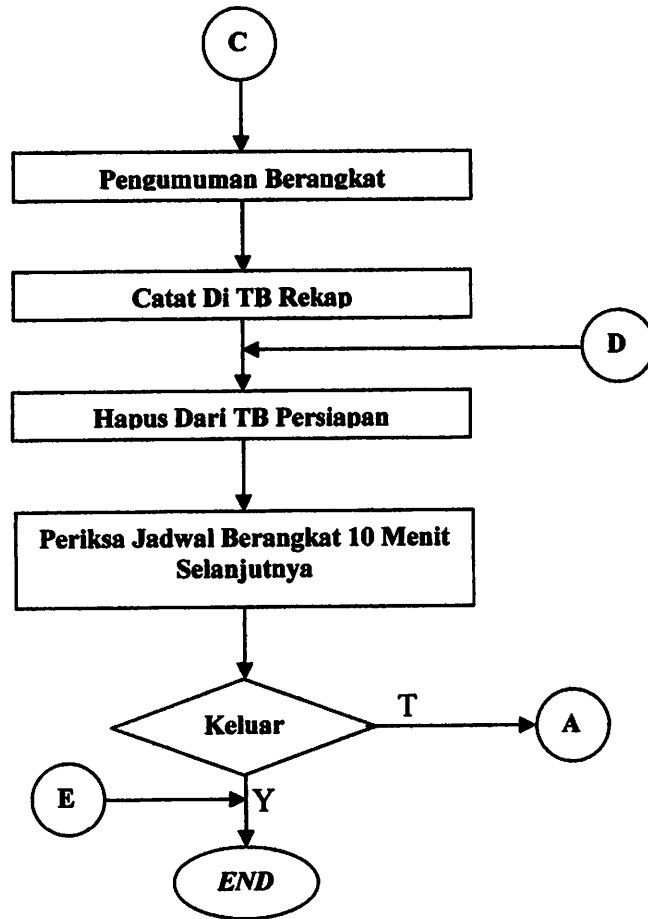 C
Pengumuman Berangkat
Catat Di TB Rekap
D
Hapus Dari TB Persiapan
Periksa Jadwal Berangkat 10 Menit
Selanjutnya
Keluar
T
A
E
Y
END